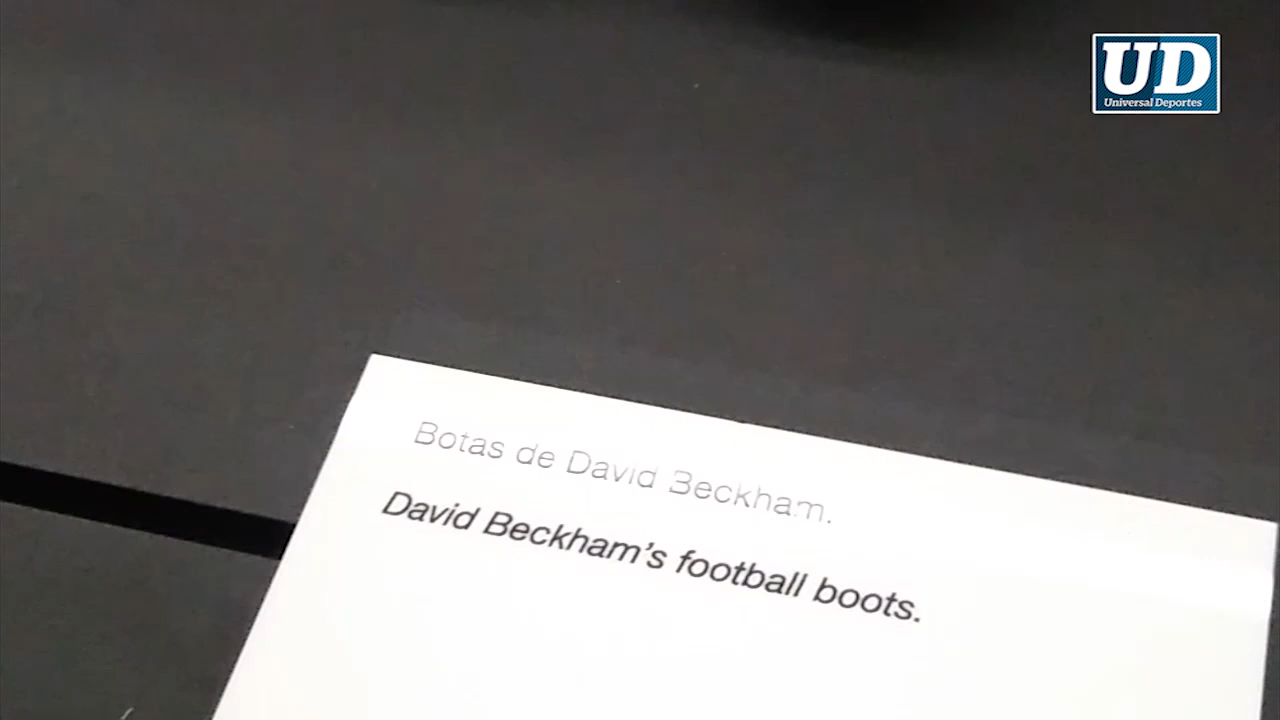 UD
Universal Deportes
Botas de David Beckham.
David Beckham's football boots.